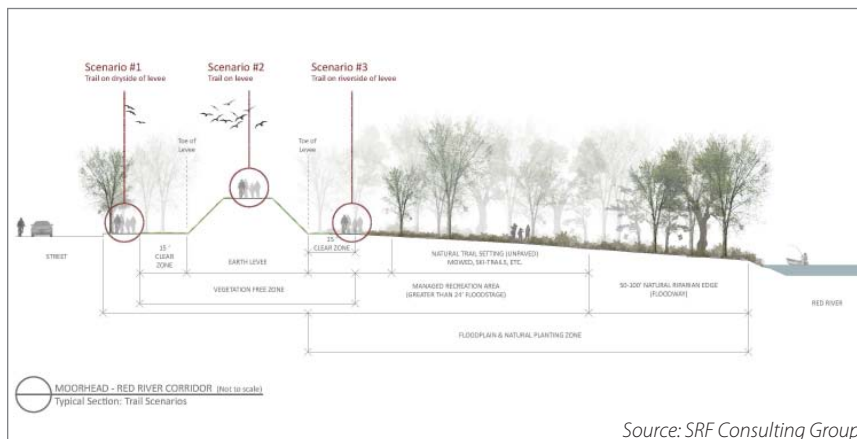 Scenario #1
Trail on dryside of levee
Scenario #2
Trail on levee
Scenario #3
Trail on riverside of levee
Toe of
Levee
Toe of
Levee
STREET
15 '
CLEAR
ZONE
EARTH LEVEE
15
CLEAR ZONE
NATURAL TRAIL SETTING (UNPAVED)
MOWED, SKI-TRAILS, ETC.
VEGETATION FREE ZONE
MANAGED RECREATION AREA
(GREATER THAN 24' FLOODSTAGE)
50-100' NATURAL RIPARIAN EDGE
(FLOODWAY)
RED RIVER
FLOODPLAIN & NATURAL PLANTING ZONE
MOORHEAD - RED RIVER CORRIDOR (Not to scale)
Typical Section: Trail Scenarios
Source: SRF Consulting Group